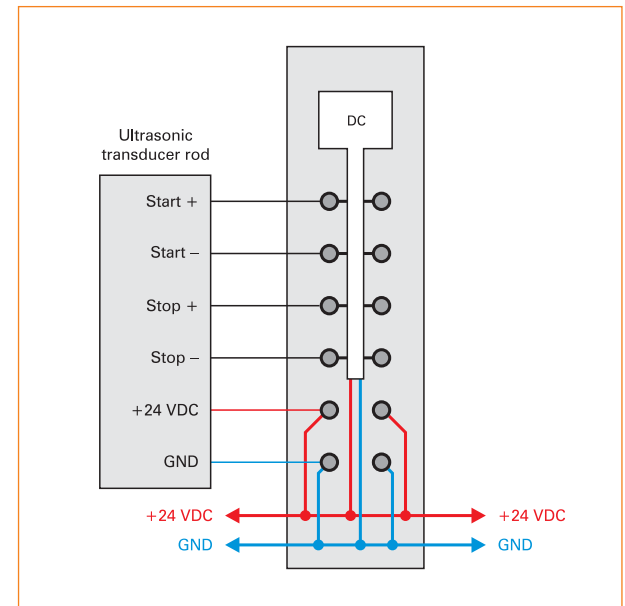 DC
Ultrasonic
transducer rod
Start +
Start –
Stop +
Stop –
+24 VDC
GND
+24 VDC
+24 VDC
GND
GND